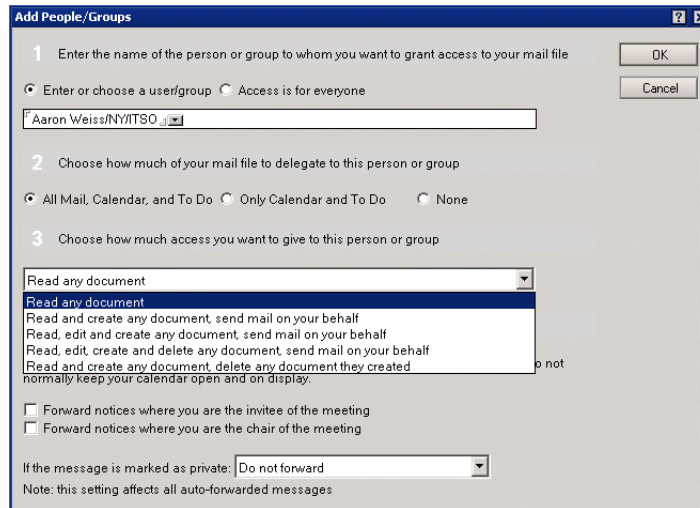 Add People/Groups
1 Enter the name of the person or group to whom you want to grant access to your mail file
OK
Enter or choose a user/group Access is for everyone
Cancel
Aaron Weiss/NY/ITSO
2 Choose how much of your mail file to delegate to this person or group
All Mail, Calendar, and To Do Only Calendar and To Do None
3 Choose how much access you want to give to this person or group
Read any document
Read any document
Read and create any document, send mail on your behalf
Read, edit and create any document, send mail on your behalf
Read, edit, create and delete any document, send mail on your behalf
Read and create any document, delete any document they created
o not
normally keep your calendar open and on display.
Forward notices where you are the invitee of the meeting
Forward notices where you are the chair of the meeting
If the message is marked as private: Do not forward
Note: this setting affects all auto-forwarded messages